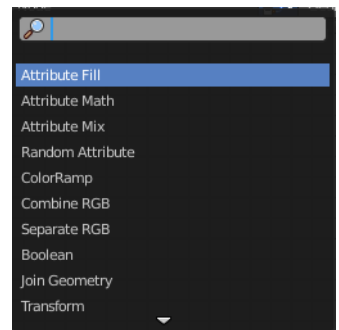 Attribute Fill
Attribute Math
Attribute Mix
Random Attribute
ColorRamp
Combine RGB
Separate RGB
Boolean
Join Geometry
Transform